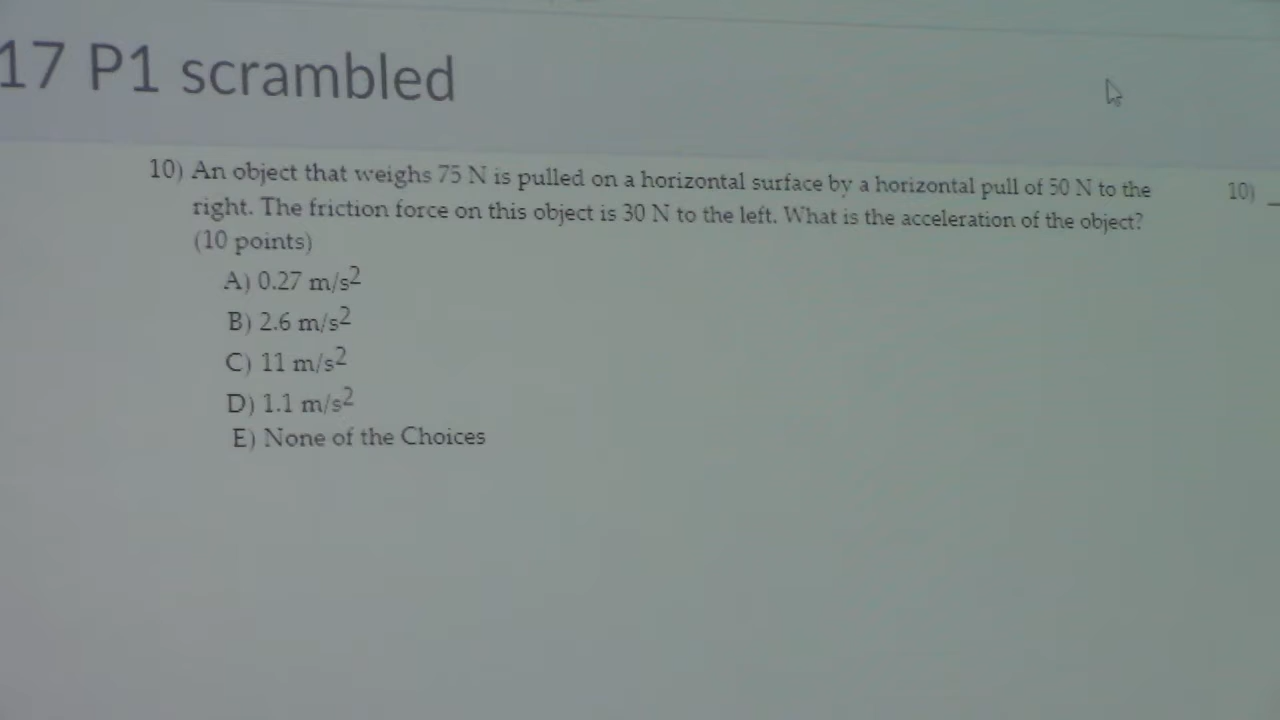 17 P1 scrambled
10) An object that weighs 75 N is pulled on a horizontal surface by a horizontal pull of 50 N to the 10) _
right. The friction force on this object is 30 N to the left. What is the acceleration of the object?
(10 points)
A) 0.27 m/s2
B) 2.6 m/s2
C) 11 m/s2
D) 1.1 m/s2
E) None of the Choices